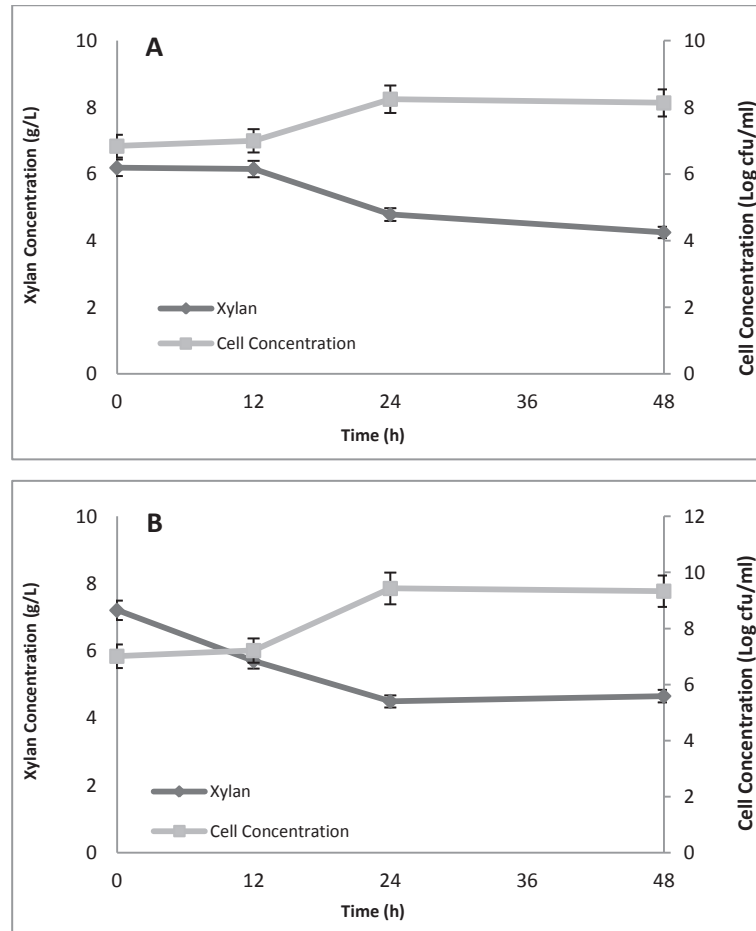 A
10
8
6
4
2
0
Xylan Concentration (g/L)
10
8
6
4
2
0
Cell Concentration (Log cfu/ml)
Xylan
Cell Concentration
0 12 24 36 48
Time (h)
B
10
8
6
4
2
0
Xylan Concentration (g/L)
12
10
8
6
4
2
0
Cell Concentration (Log cfu/ml)
Xylan
Cell Concentration
0 12 24 36 48
Time (h)